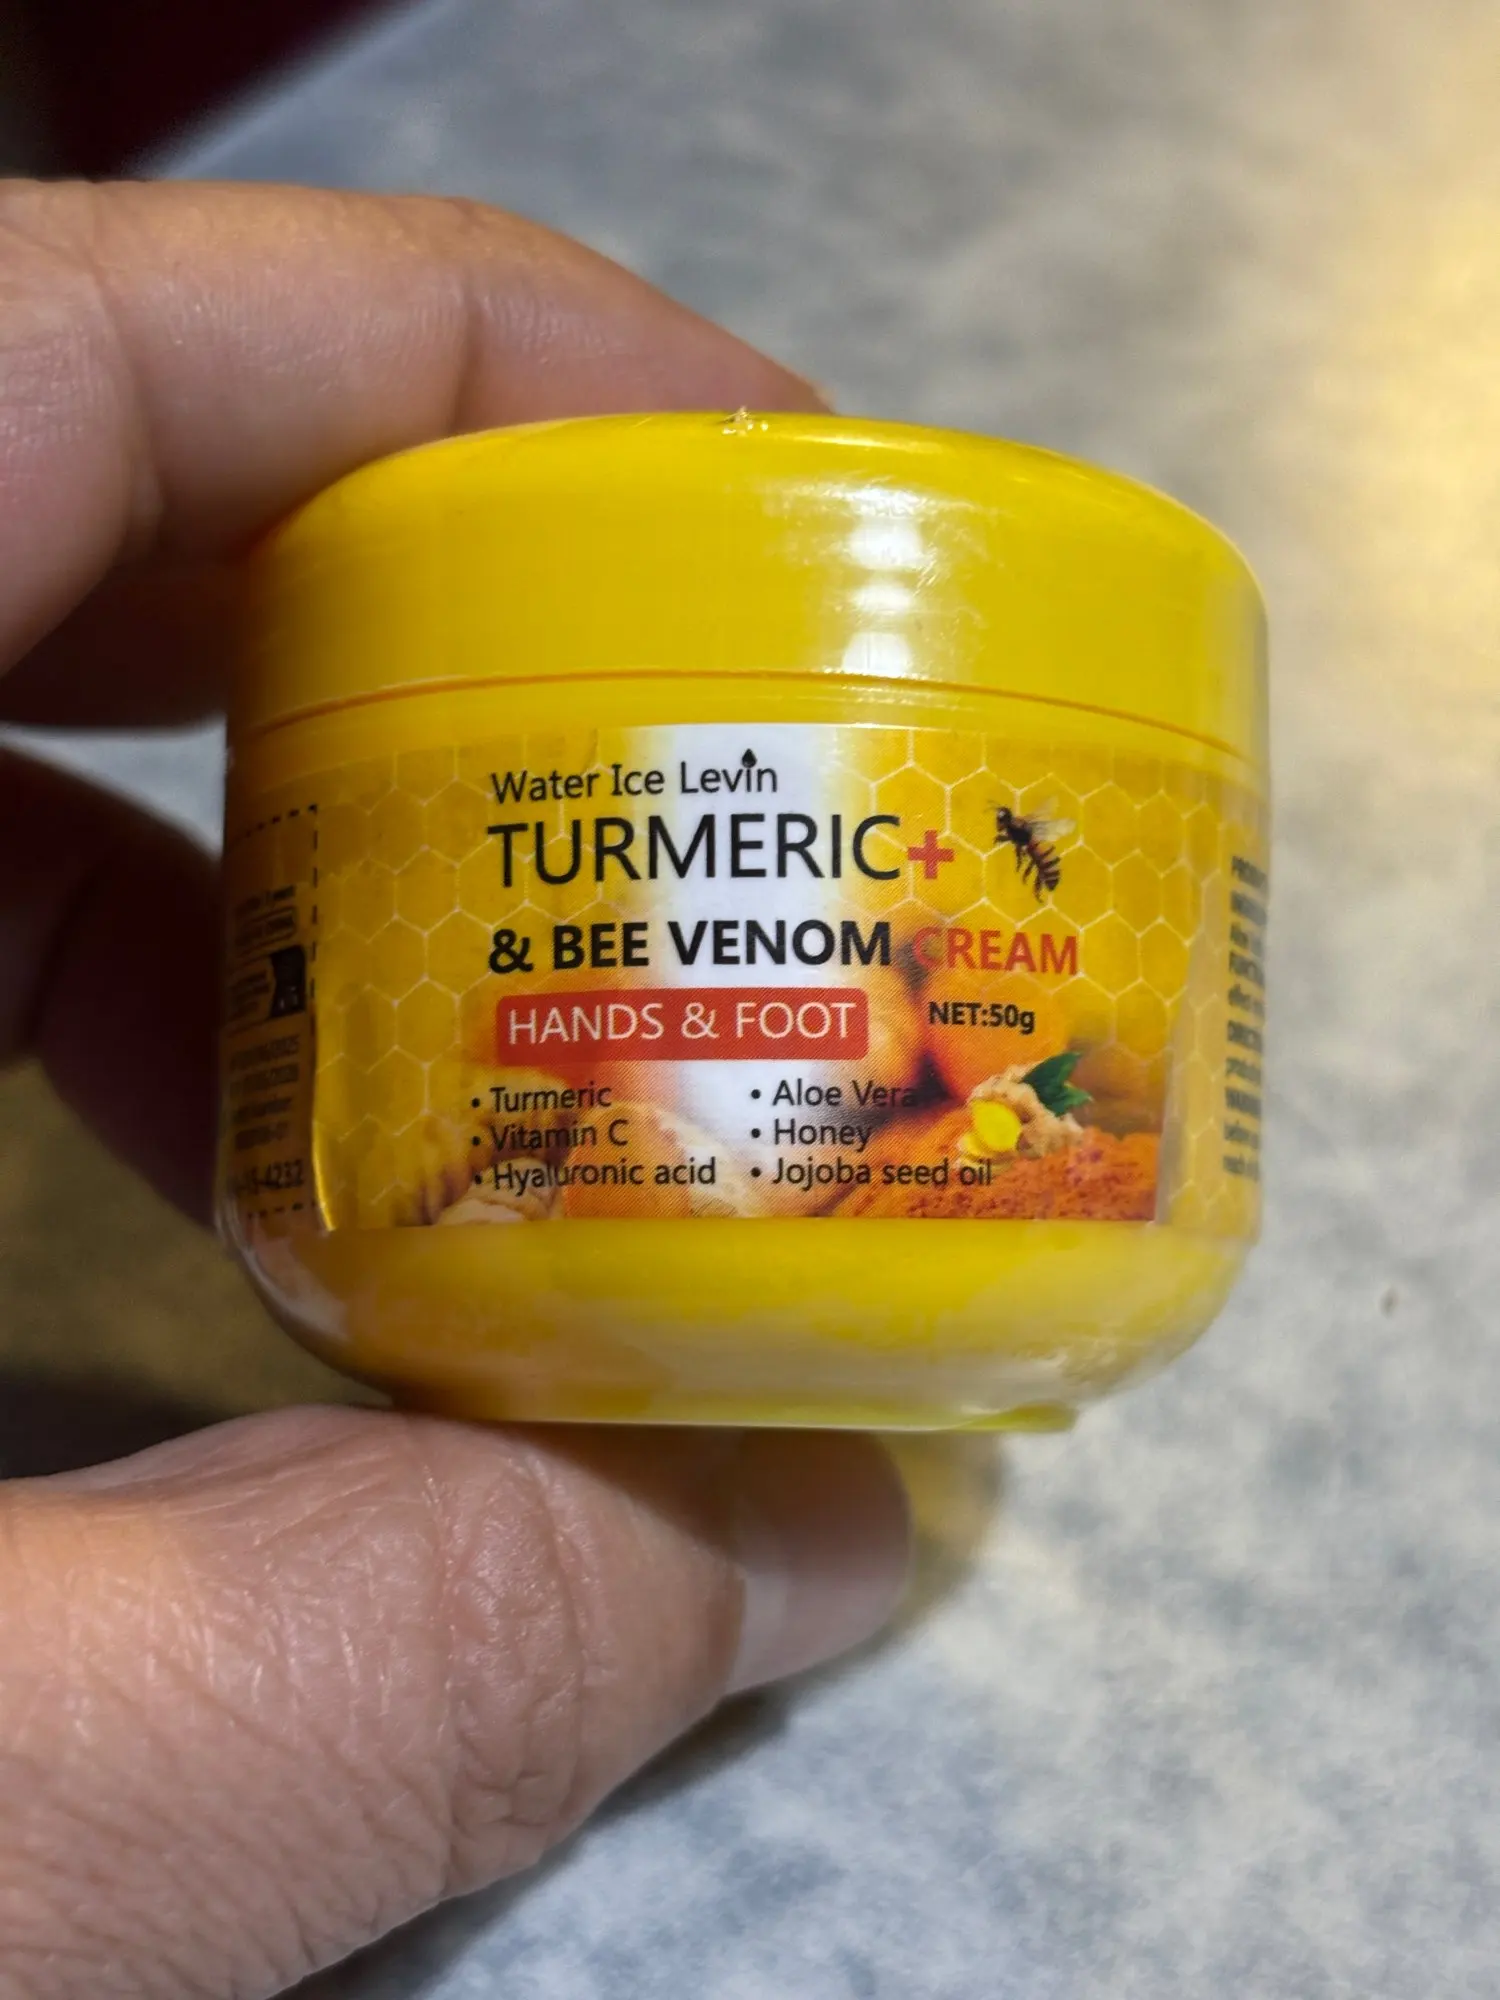 Water Ice Levin
TURMERIC+
& BEE VENOM CREAM
HANDS & FOOT
NET:50g
• Turmeric
• Vitamin C
• Hyaluronic acid
• Aloe Vera
• Honey
• Jojoba seed oil